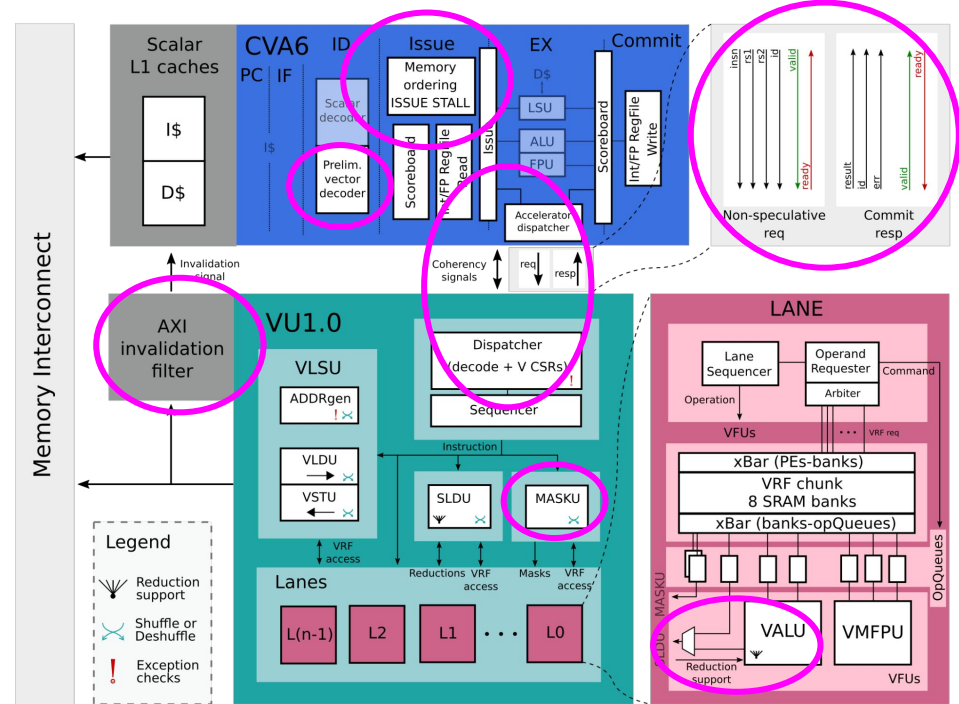 Memory Interconnect
Scalar
L1 caches
I$
D$
CVA6
ID
Issue
EX
Commit
PC
IF
I$
Scalar
decoder
Prelim.
vector
decoder
Memory
ordering
ISSUE STALL
Scoreboard
Int/FP RegFile
Read
Issue
D$
LSU
ALU
FPU
Accelerator
dispatcher
Scoreboard
Int/FP RegFile
Write
insn
rs1
rs2
id
valid
ready
Non-speculative
req
result
id
err
valid
ready
Commit
resp
Invalidation
signal
Coherency
signals
req
resp
AXI
invalidation
filter
VU1.0
VLSU
ADDRgen
!
VLDU
VSTU
VRF
access
Dispatcher
(decode + V CSRs)
!
Sequencer
Instruction
SLDU
MASKU
Reductions
VRF
access
Masks
VRF
access
Lanes
L(n-1)
L2
L1
• • •
L0
LANE
Lane
Sequencer
Operand
Requester
Arbiter
Command
Operation
VFUs
• • •
VRF req
xBar (PEs-banks)
VRF chunk
8 SRAM banks
xBar (banks-opQueues)
OpQueues
MASKU
SLDU
VALU
VMFPU
Reduction
support
VFUs
Legend
Reduction
support
Shuffle or
Deshuffle
!
Exception
checks